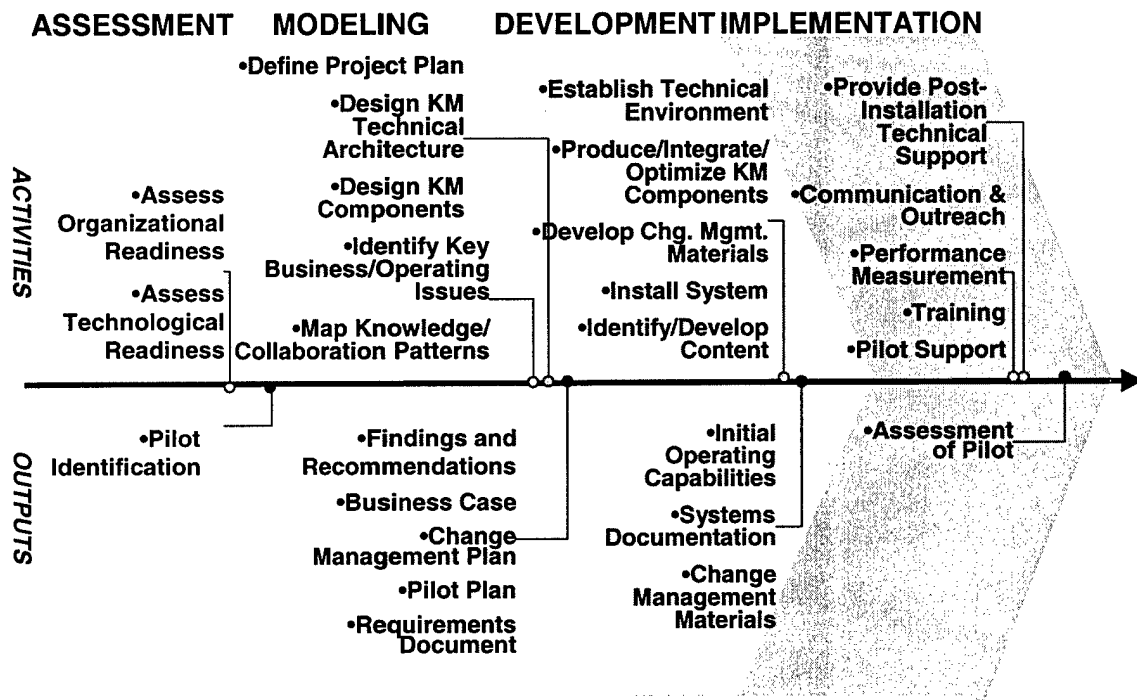 ASSESSMENT MODELING DEVELOPMENT IMPLEMENTATION
ACTIVITIES
•Assess
Organizational
Readiness
•Assess
Technological
Readiness
•Define Project Plan
•Design KM
Technical
Architecture
•Design KM
Components
•Identify Key
Business/Operating
Issues
•Map Knowledge/
Collaboration Patterns
•Establish Technical
Environment
•Produce/Integrate/
Optimize KM
Components
•Develop Chg. Mgmt.
Materials
•Install System
•Identify/Develop
Content
•Provide Post-
Installation
Technical
Support
•Communication &
Outreach
•Performance
Measurement
•Training
•Pilot Support
OUTPUTS
•Pilot
Identification
•Findings and
Recommendations
•Business Case
•Change
Management Plan
•Pilot Plan
•Requirements
Document
•Initial
Operating
Capabilities
•Systems
Documentation
•Change
Management
Materials
•Assessment
of Pilot